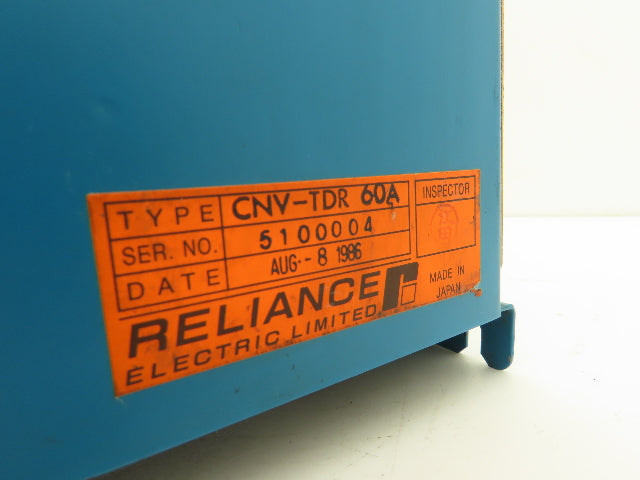 TYPE CNV-TDR 60A INSPECTOR
SER. NO. 5100004
DATE AUG.-8 1986
RELIANCE
ELECTRIC LIMITED
MADE IN
JAPAN